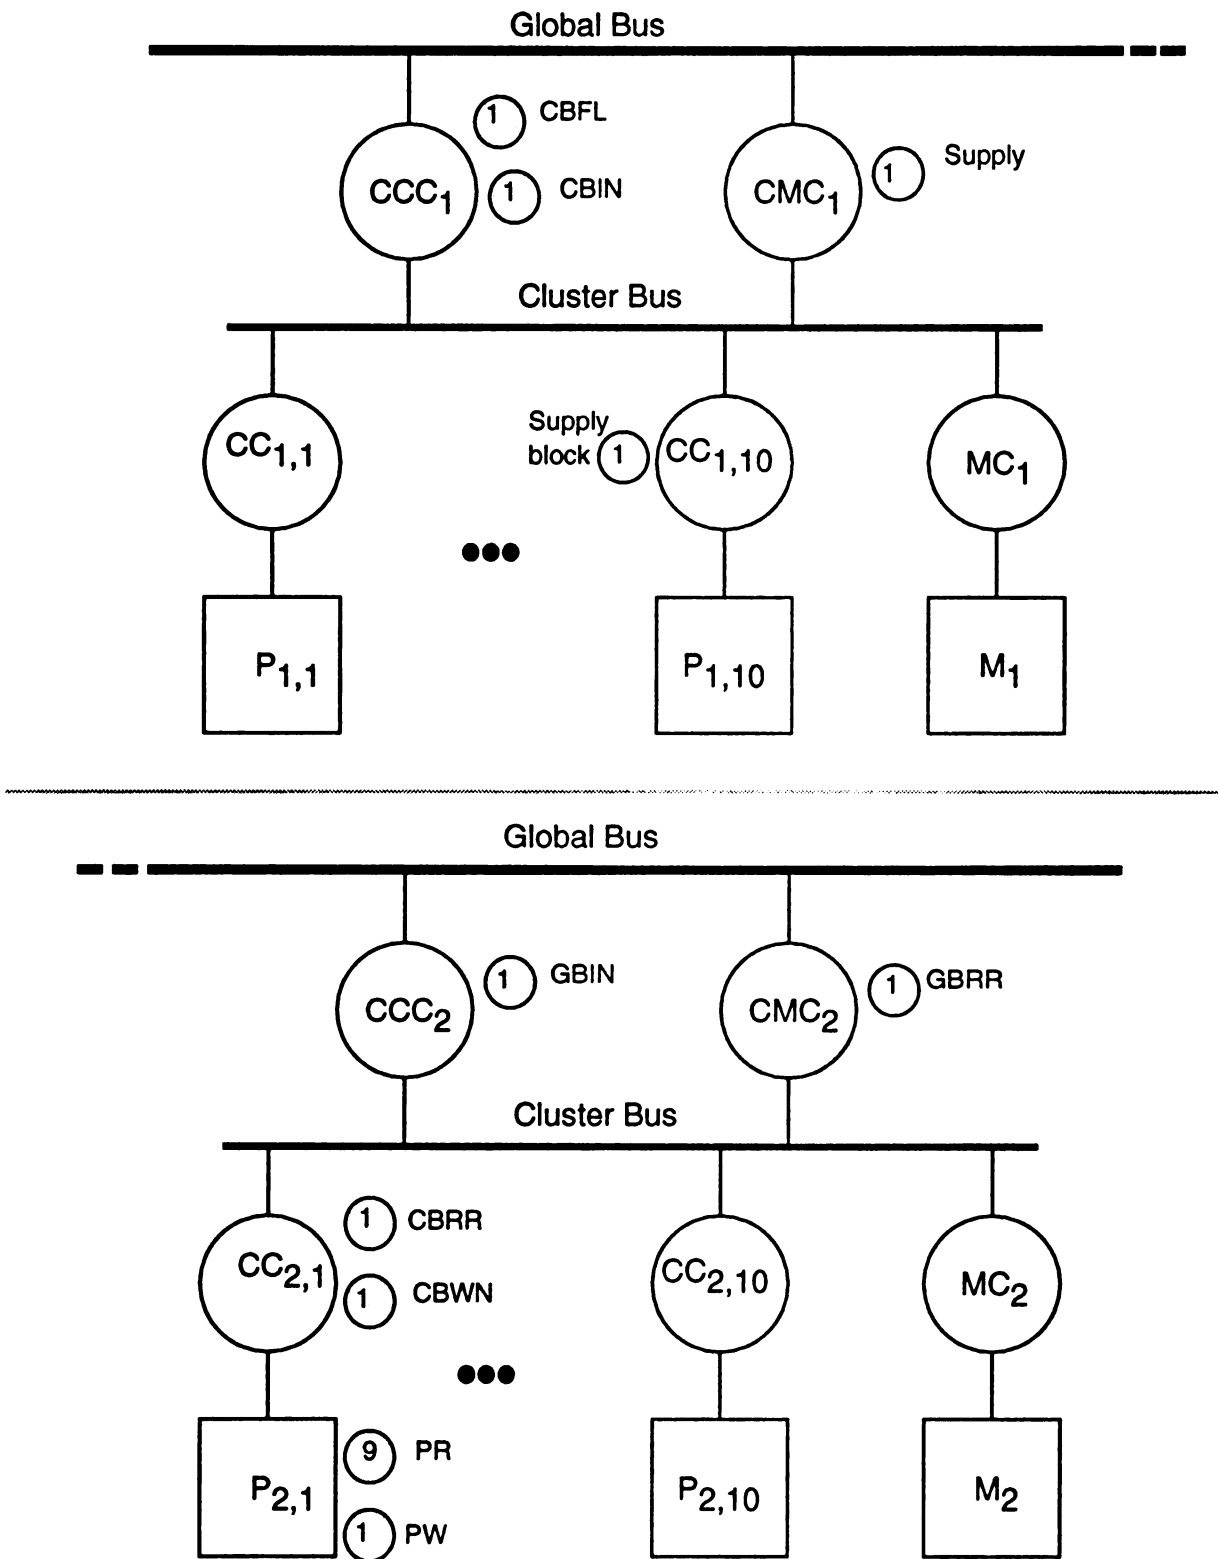 Global Bus
1 CBFL
CCC1 1 CBIN
CMC1 1 Supply
Cluster Bus
CC1,1
Supply
block 1 CC1,10
MC1
P1,1
P1,10
M1
Global Bus
CCC2 1 GBIN
CMC2 1 GBRR
Cluster Bus
1 CBRR
CC2,1
1 CBWN
CC2,10
MC2
9 PR
P2,1
1 PW
P2,10
M2